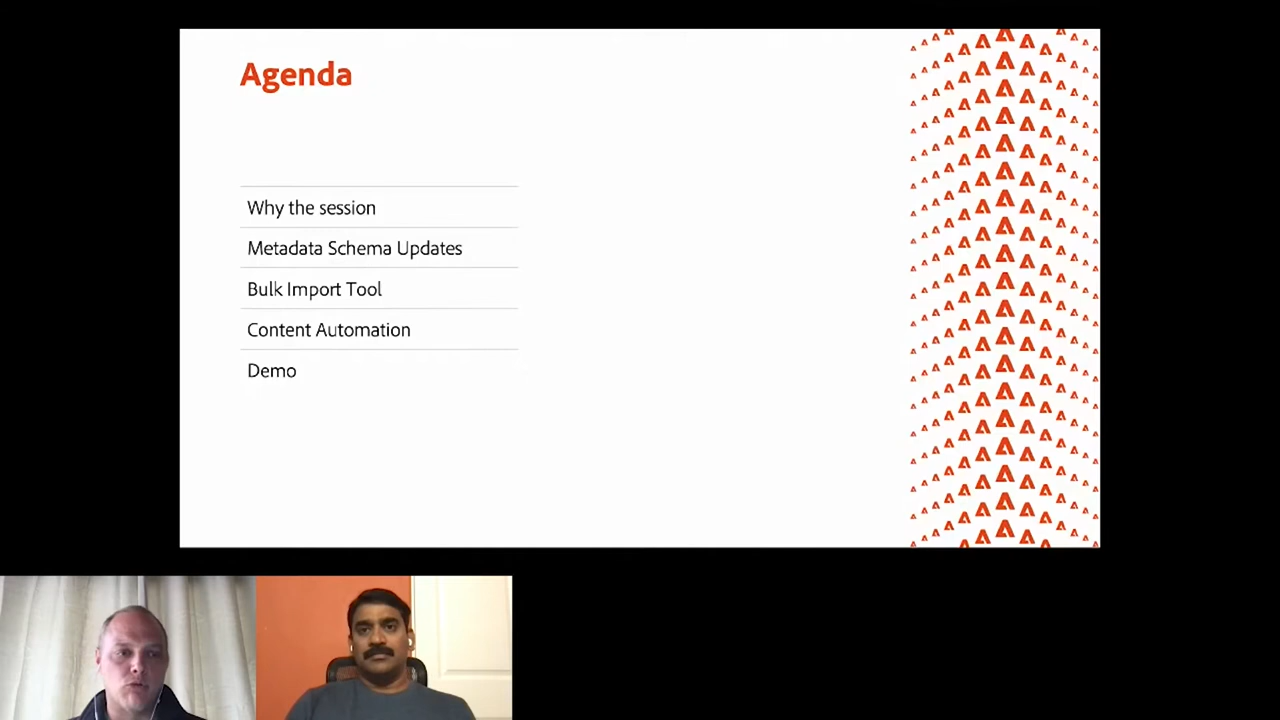 Agenda
Why the session
Metadata Schema Updates
Bulk Import Tool
Content Automation
Demo